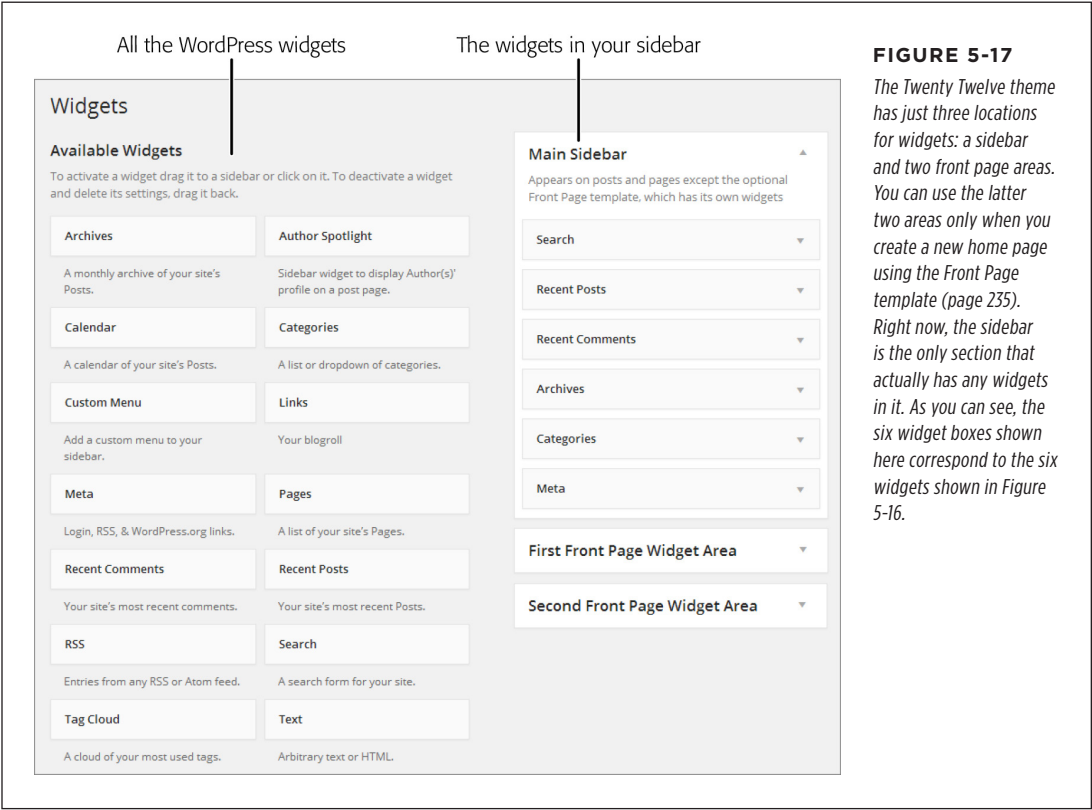 All the WordPress widgets
The widgets in your sidebar
Widgets
Available Widgets
To activate a widget drag it to a sidebar or click on it. To deactivate a widget
and delete its settings, drag it back.
Archives
Author Spotlight
A monthly archive of your site's
Posts.
Sidebar widget to display Author(s)'
profile on a post page.
Calendar
Categories
A calendar of your site's Posts.
A list or dropdown of categories.
Custom Menu
Links
Add a custom menu to your
sidebar.
Your blogroll
Meta
Pages
Login, RSS, & WordPress.org links.
A list of your site's Pages.
Recent Comments
Recent Posts
Your site's most recent comments.
Your site's most recent Posts.
RSS
Search
Entries from any RSS or Atom feed.
A search form for your site.
Tag Cloud
Text
A cloud of your most used tags.
Arbitrary text or HTML.
Main Sidebar
Appears on posts and pages except the optional
Front Page template, which has its own widgets
Search
Recent Posts
Recent Comments
Archives
Categories
Meta
First Front Page Widget Area
Second Front Page Widget Area
FIGURE 5-17
The Twenty Twelve theme
has just three locations
for widgets: a sidebar
and two front page areas.
You can use the latter
two areas only when you
create a new home page
using the Front Page
template (page 235).
Right now, the sidebar
is the only section that
actually has any widgets
in it. As you can see, the
six widget boxes shown
here correspond to the six
widgets shown in Figure
5-16.